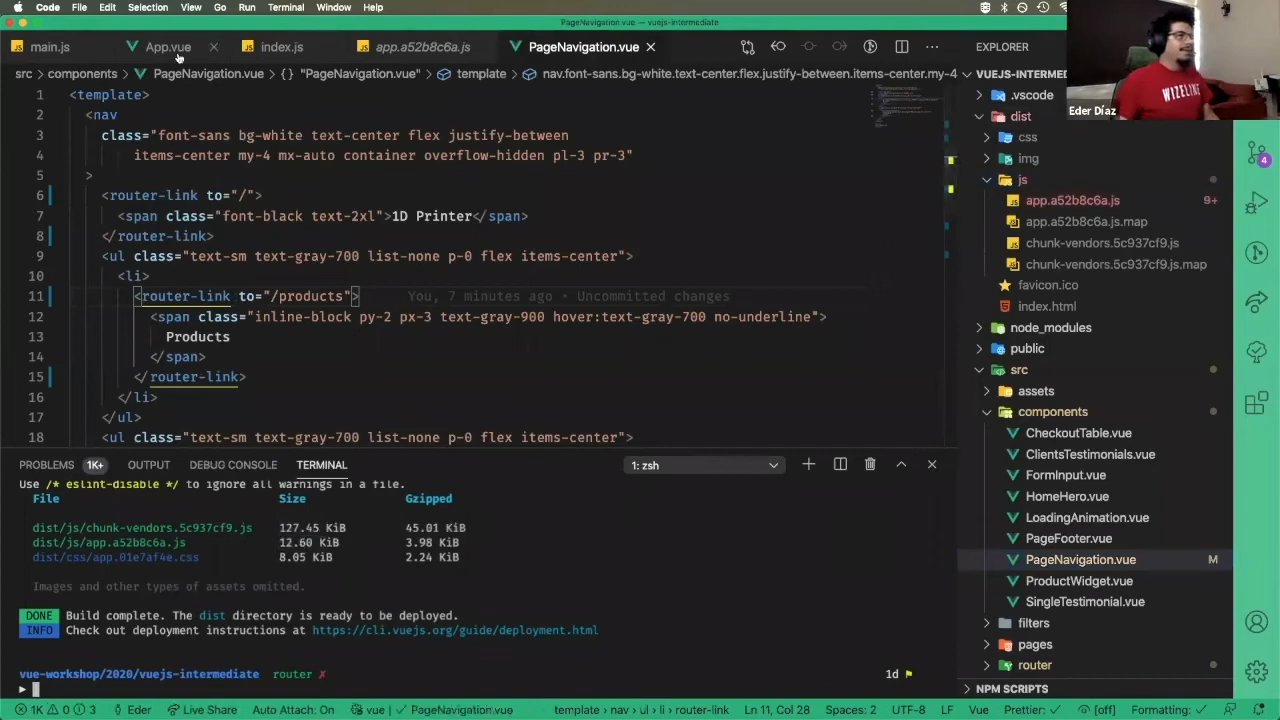 Code File Edit Selection View Go Run Terminal Window Help
PageNavigation.vue — vuejs-intermediate
main.js App.vue index.js app.a52b8c6a.js PageNavigation.vue
EXPLORER
src components PageNavigation.vue {} "PageNavigation.vue" template nav.font-sans.bg-white.text-center.flex.justify-between.items-center.my-4
1 <template>
2 <nav
3 class="font-sans bg-white text-center flex justify-between
4 items-center my-4 mx-auto container overflow-hidden pl-3 pr-3"
5 >
6 <router-link to="/">
7 <span class="font-black text-2xl">1D Printer</span>
8 </router-link>
9 <ul class="text-sm text-gray-700 list-none p-0 flex items-center">
10 <li>
11 <router-link to="/products"> You, 7 minutes ago • Uncommitted changes
12 <span class="inline-block py-2 px-3 text-gray-900 hover:text-gray-700 no-underline">
13 Products
14 </span>
15 </router-link>
16 </li>
17 </ul>
18 <ul class="text-sm text-gray-700 list-none p-0 flex items-center">
PROBLEMS 1K+ OUTPUT DEBUG CONSOLE TERMINAL 1: zsh
Use /* eslint-disable */ to ignore all warnings in a file.
File Size Gzipped
dist/js/chunk-vendors.5c937cf9.js 127.45 KiB 45.01 KiB
dist/js/app.a52b8c6a.js 12.60 KiB 3.98 KiB
dist/css/app.01e7af4e.css 8.05 KiB 2.24 KiB
Images and other types of assets omitted.
DONE Build complete. The dist directory is ready to be deployed.
INFO Check out deployment instructions at https://cli.vuejs.org/guide/deployment.html
vue-workshop/2020/vuejs-intermediate router ✗ 1d
VUEJS-INTERM
.vscode
dist
css
img
js
app.a52b8c6a.js 9+
app.a52b8c6a.js.map
chunk-vendors.5c937cf9.js
chunk-vendors.5c937cf9.js.map
favicon.ico
index.html
node_modules
public
src
assets
components
CheckoutTable.vue
ClientsTestimonials.vue
FormInput.vue
HomeHero.vue
LoadingAnimation.vue
PageFooter.vue
PageNavigation.vue M
ProductWidget.vue
SingleTestimonial.vue
filters
pages
router
NPM SCRIPTS
WIZELINE
Eder Díaz
4
1K 0 3 Eder Live Share Auto Attach: On vue PageNavigation.vue template › nav › ul › li › router-link Ln 11, Col 28 Spaces: 2 UTF-8 LF Vue Prettier: ✓ [off] Formatting: ✓